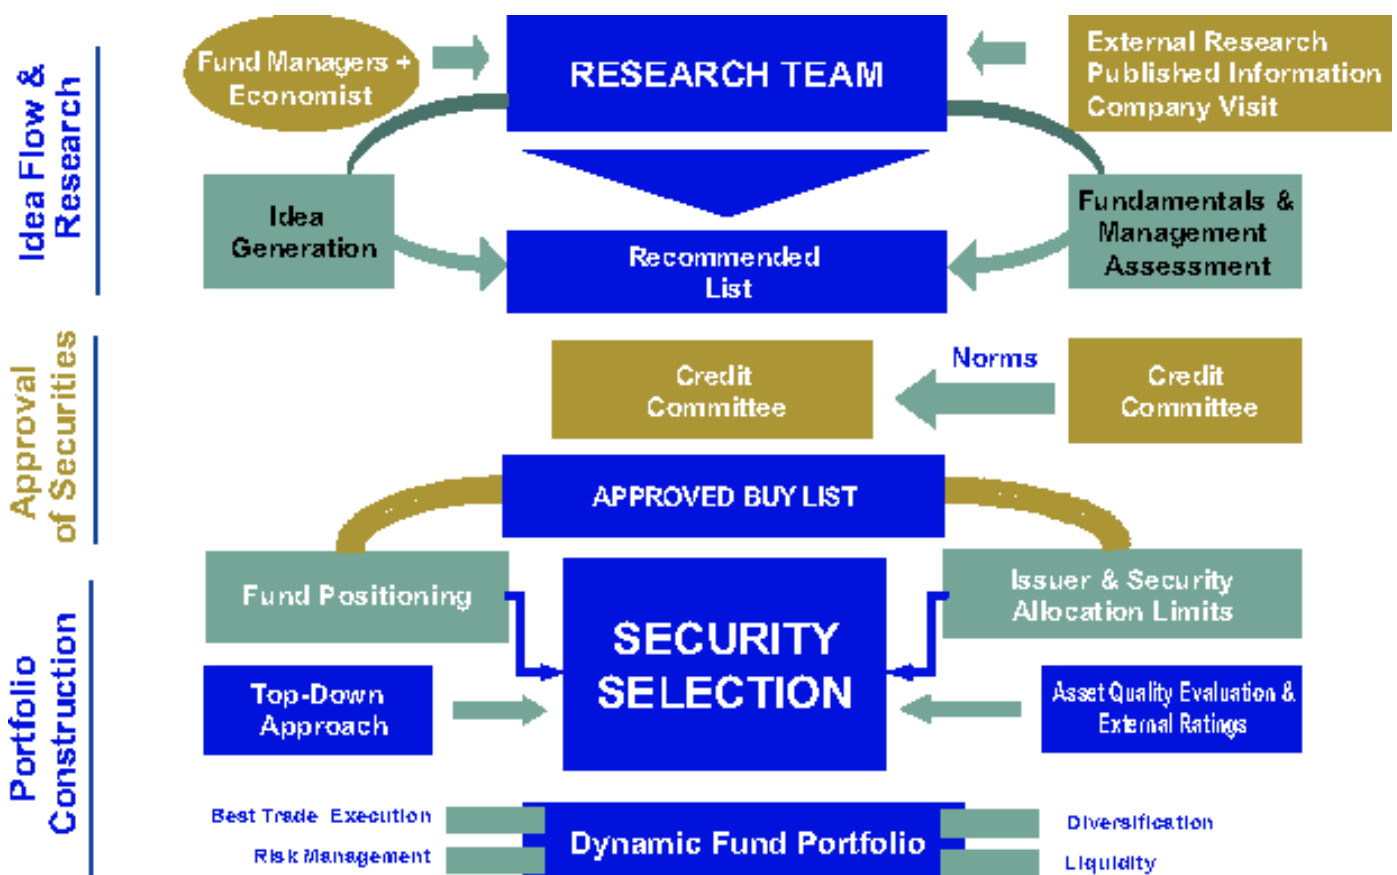 Idea Flow &
Research
Fund Managers +
Economist
RESEARCH TEAM
External Research
Published Information
Company Visit
Idea
Generation
Recommended
List
Fundamentals &
Management
Assessment
Approval
of Securities
Credit
Committee
Norms
Credit
Committee
APPROVED BUY LIST
Portfolio
Construction
Fund Positioning
SECURITY
SELECTION
Issuer & Security
Allocation Limits
Top-Down
Approach
Asset Quality Evaluation &
External Ratings
Best Trade Execution
Risk Management
Dynamic Fund Portfolio
Diversification
Liquidity